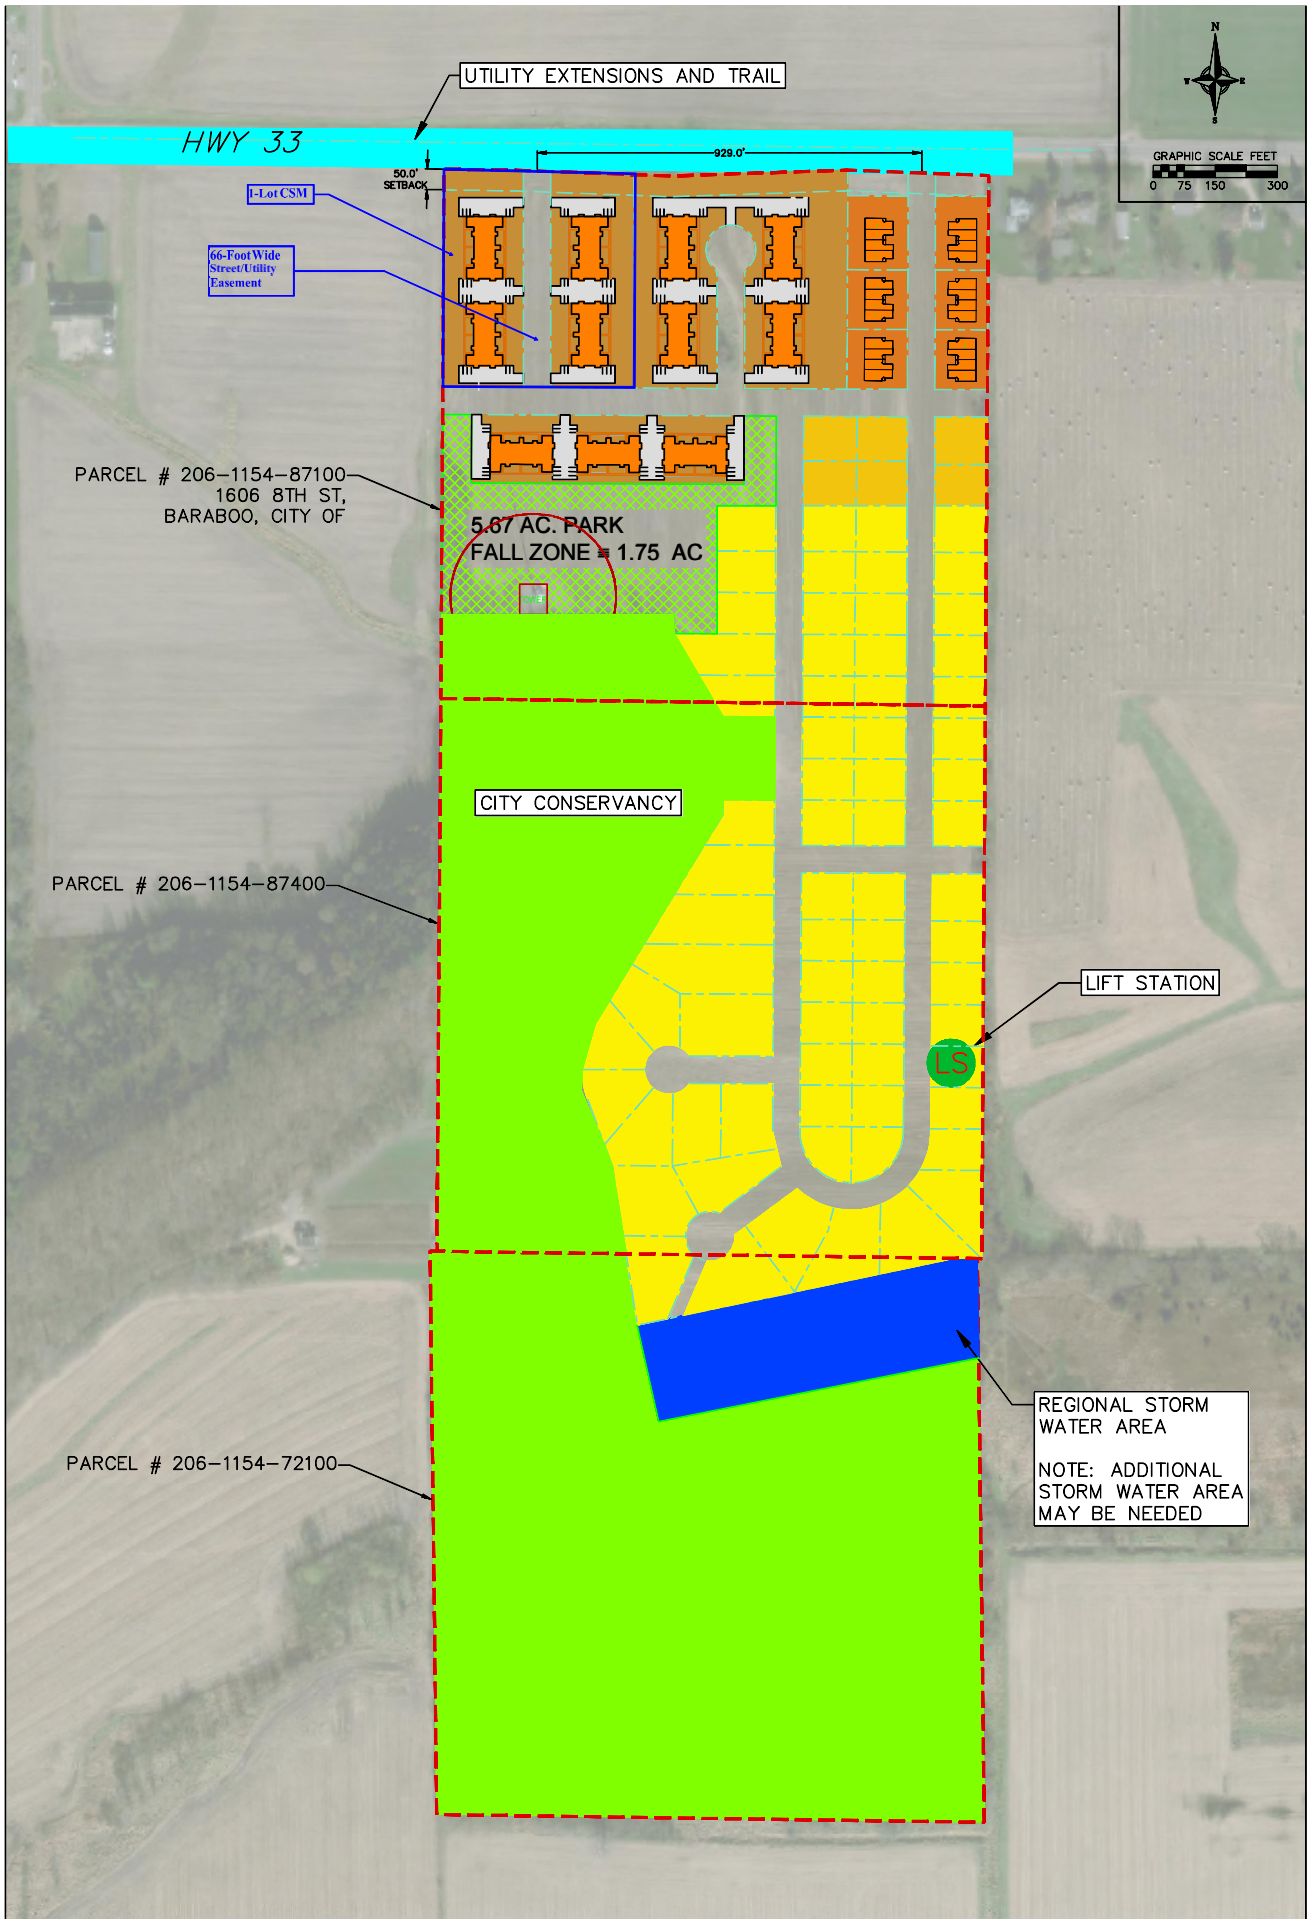 N
W
E
S
GRAPHIC SCALE FEET
0 75 150 300
UTILITY EXTENSIONS AND TRAIL
HWY 33
929.0'
50.0'
SETBACK
1-Lot CSM
66-Foot Wide
Street/Utility
Easement
PARCEL # 206-1154-87100
1606 8TH ST,
BARABOO, CITY OF
5.67 AC. PARK
FALL ZONE = 1.75 AC
TOWER
CITY CONSERVANCY
PARCEL # 206-1154-87400
LIFT STATION
LS
REGIONAL STORM
WATER AREA
NOTE: ADDITIONAL
STORM WATER AREA
MAY BE NEEDED
PARCEL # 206-1154-72100